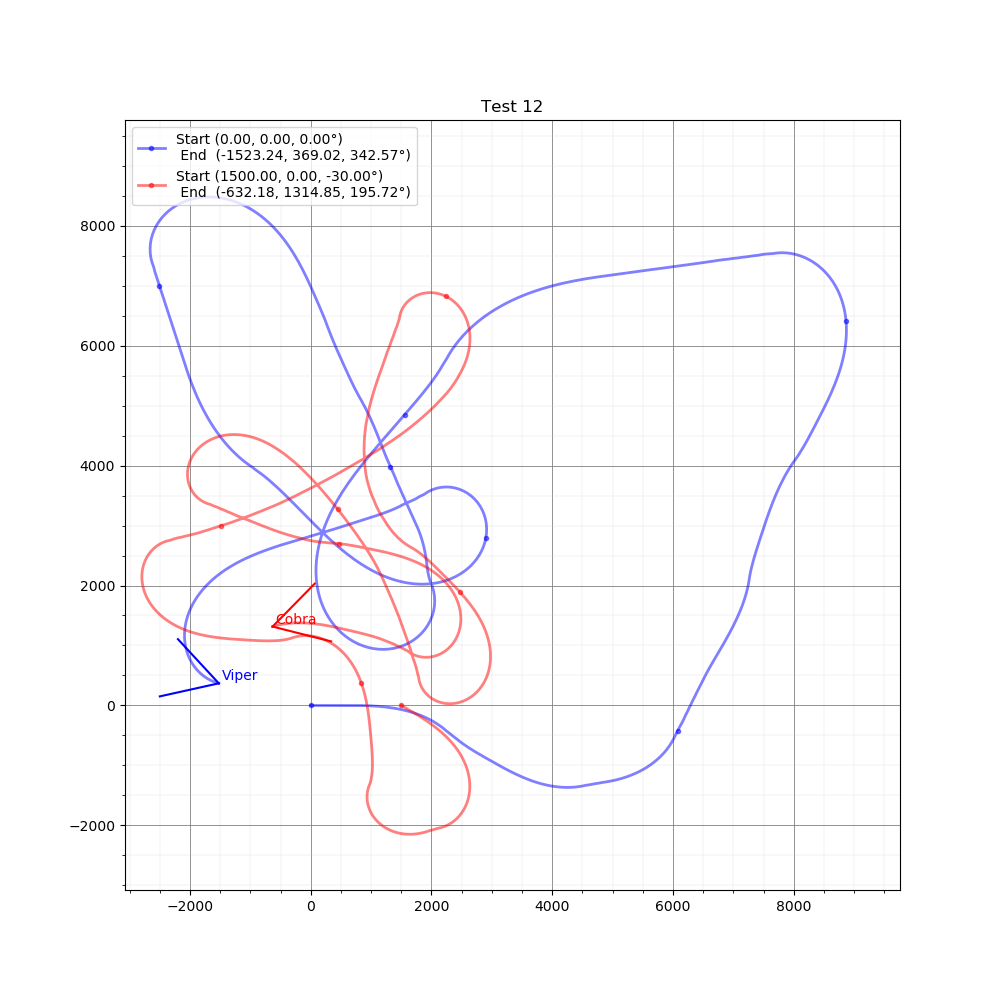 Test 12
Start (0.00, 0.00, 0.00°)
End (-1523.24, 369.02, 342.57°)
Start (1500.00, 0.00, -30.00°)
End (-632.18, 1314.85, 195.72°)
8000
6000
4000
2000
0
−2000
Cobra
Viper
−2000
0
2000
4000
6000
8000